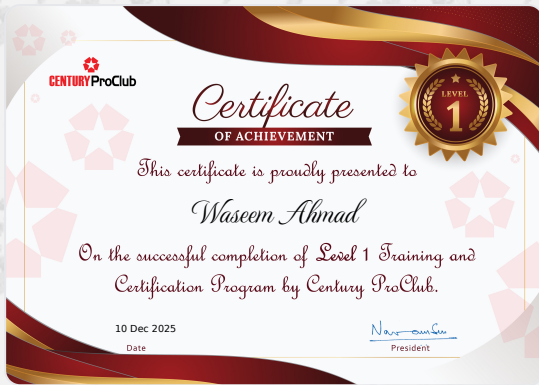 CENTURY ProClub
Certificate
OF ACHIEVEMENT
LEVEL
1
This certificate is proudly presented to
Waseem Ahmad
On the successful completion of Level 1 Training and
Certification Program by Century ProClub.
10 Dec 2025
Date
President